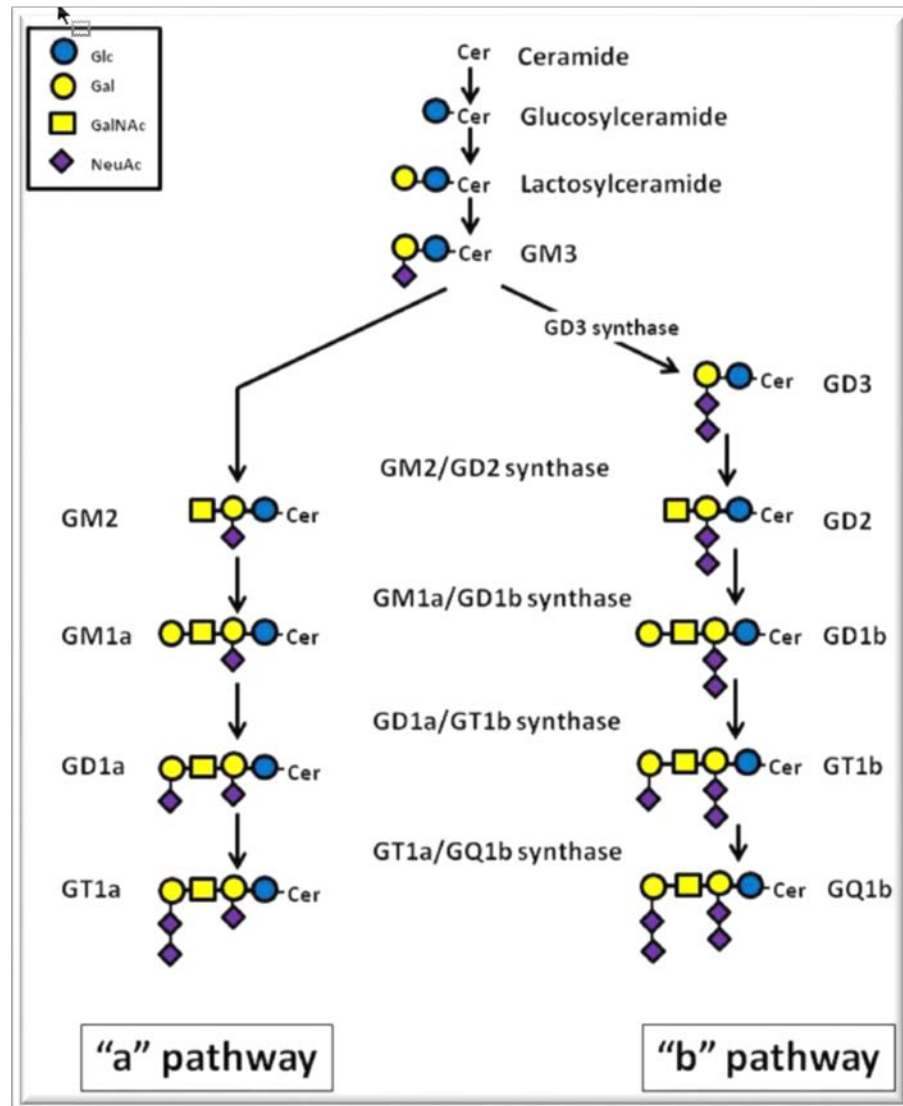 Glc
Gal
GalNAc
NeuAc
Cer Ceramide
Cer Glucosylceramide
Cer Lactosylceramide
Cer GM3
GD3 synthase
Cer GD3
GM2/GD2 synthase
GM2 Cer
Cer GD2
GM1a/GD1b synthase
GM1a Cer
Cer GD1b
GD1a/GT1b synthase
GD1a Cer
Cer GT1b
GT1a/GQ1b synthase
GT1a Cer
Cer GQ1b
“a” pathway
“b” pathway